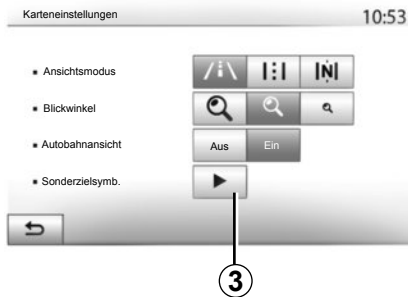 Karteneinstellungen 10:53
Ansichtsmodus N
Blickwinkel
Autobahnansicht Aus Ein
Sonderzielsymb.
3